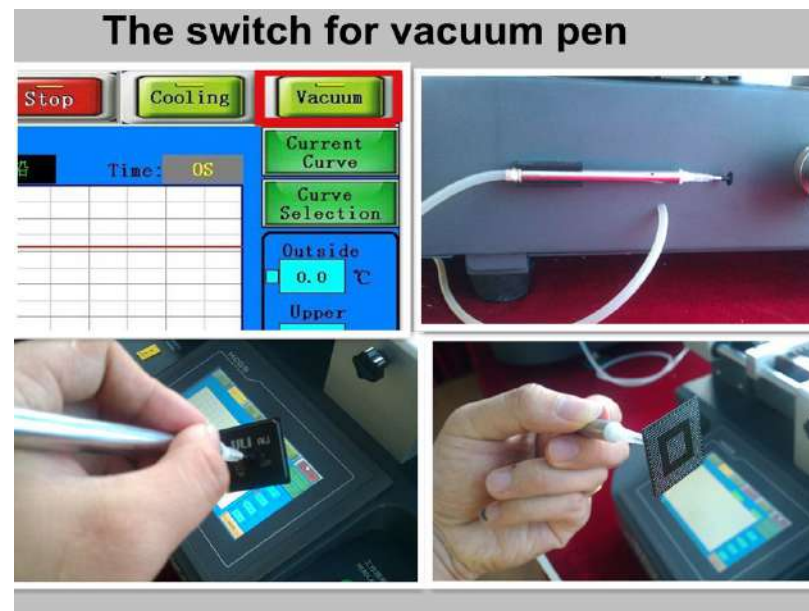 The switch for vacuum pen
Stop
Cooling
Vacuum
Current
Curve
Time:
0S
Curve
Selection
Outside
0.0 ℃
Upper